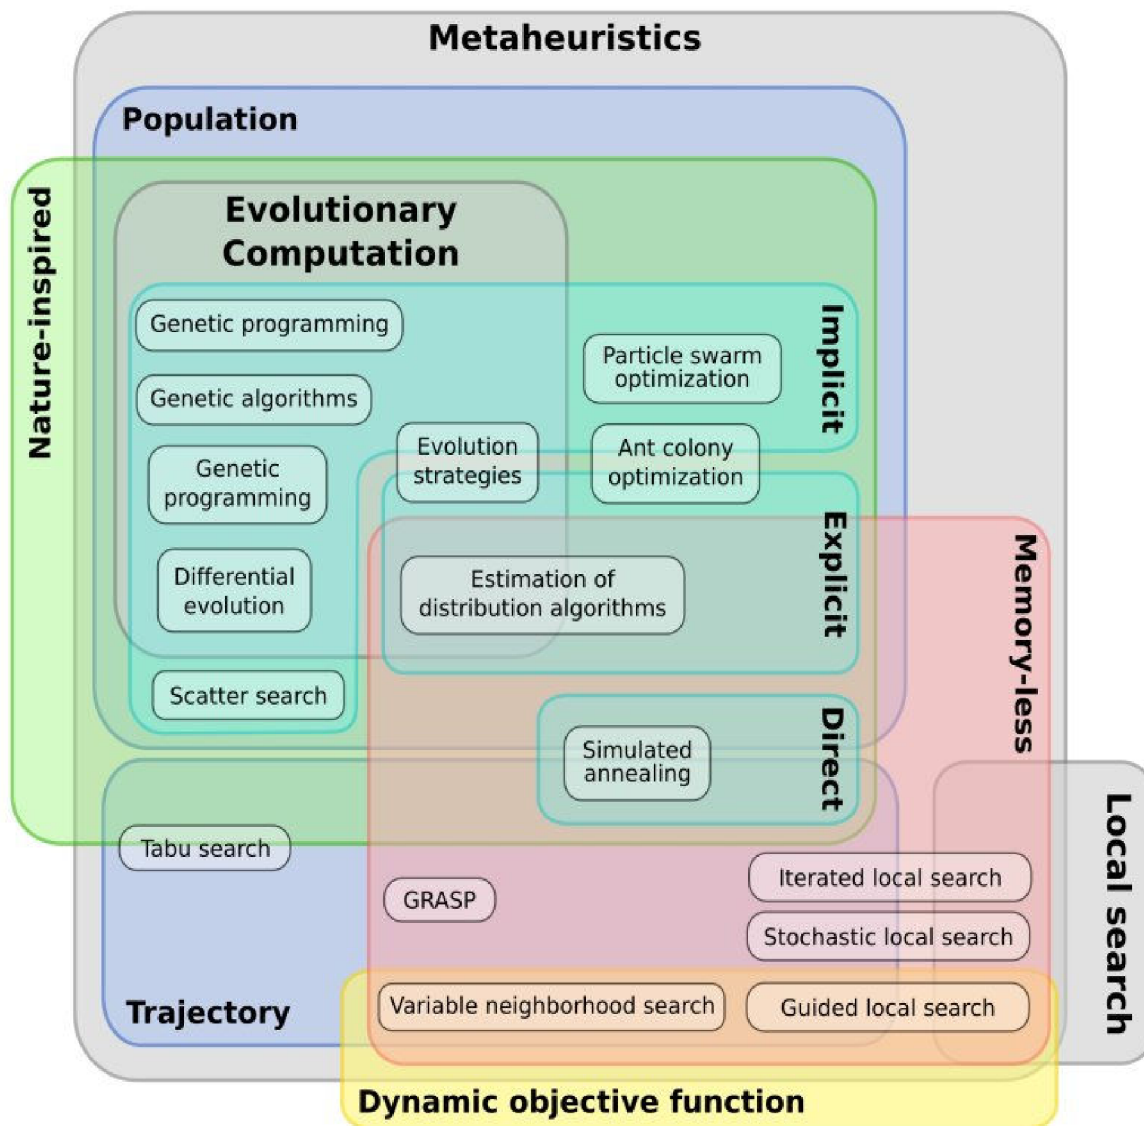 Metaheuristics
Population
Nature-inspired
Evolutionary
Computation
Implicit
Genetic programming
Particle swarm
optimization
Genetic algorithms
Evolution
strategies
Ant colony
optimization
Genetic
programming
Explicit
Memory-less
Differential
evolution
Estimation of
distribution algorithms
Scatter search
Direct
Simulated
annealing
Local search
Tabu search
Iterated local search
GRASP
Stochastic local search
Trajectory
Variable neighborhood search
Guided local search
Dynamic objective function